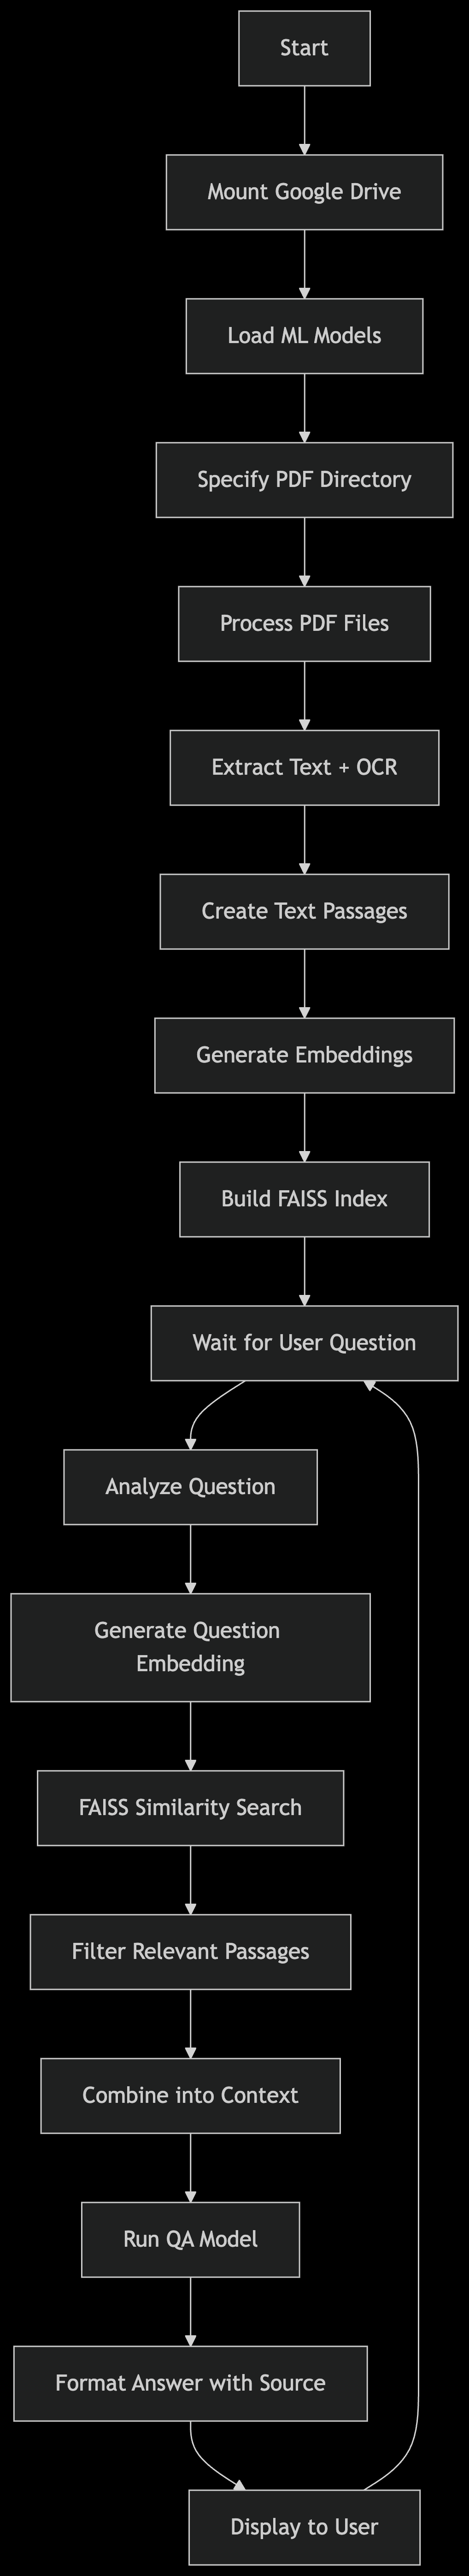 Start
Mount Google Drive
Load ML Models
Specify PDF Directory
Process PDF Files
Extract Text + OCR
Create Text Passages
Generate Embeddings
Build FAISS Index
Wait for User Question
Analyze Question
Generate Question
Embedding
FAISS Similarity Search
Filter Relevant Passages
Combine into Context
Run QA Model
Format Answer with Source
Display to User